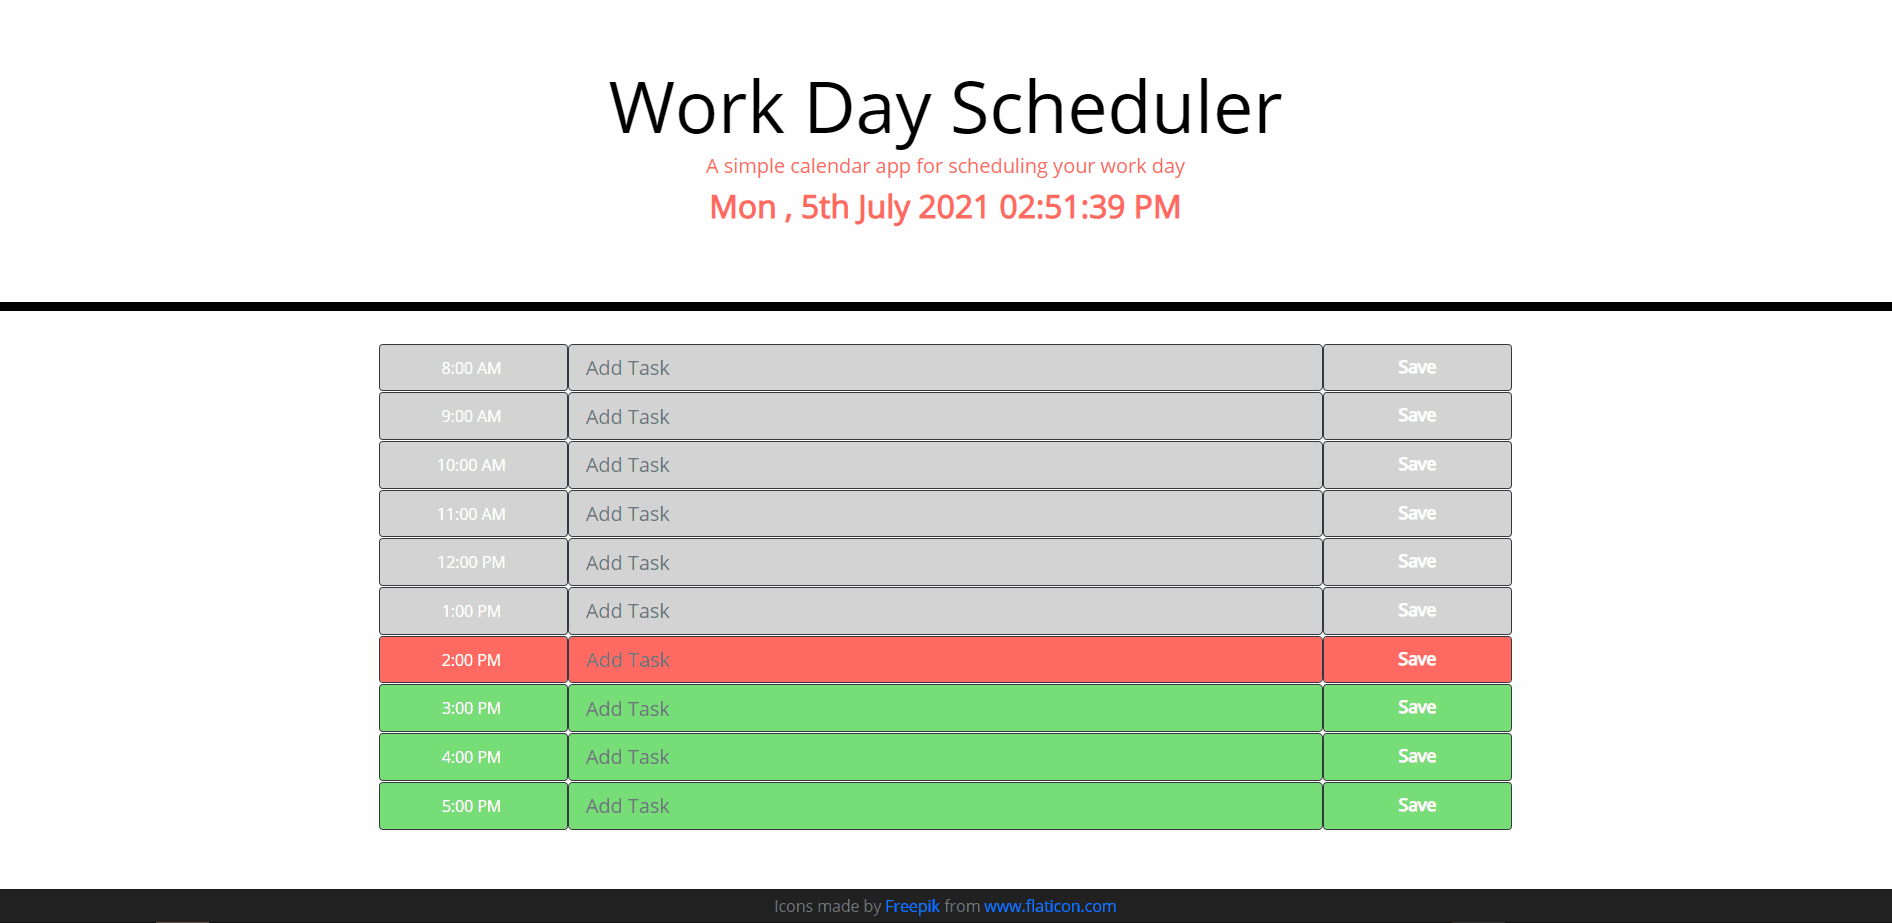 Work Day Scheduler
A simple calendar app for scheduling your work day
Mon , 5th July 2021 02:51:39 PM
8:00 AM Add Task Save
9:00 AM Add Task Save
10:00 AM Add Task Save
11:00 AM Add Task Save
12:00 PM Add Task Save
1:00 PM Add Task Save
2:00 PM Add Task Save
3:00 PM Add Task Save
4:00 PM Add Task Save
5:00 PM Add Task Save
Icons made by Freepik from www.flaticon.com